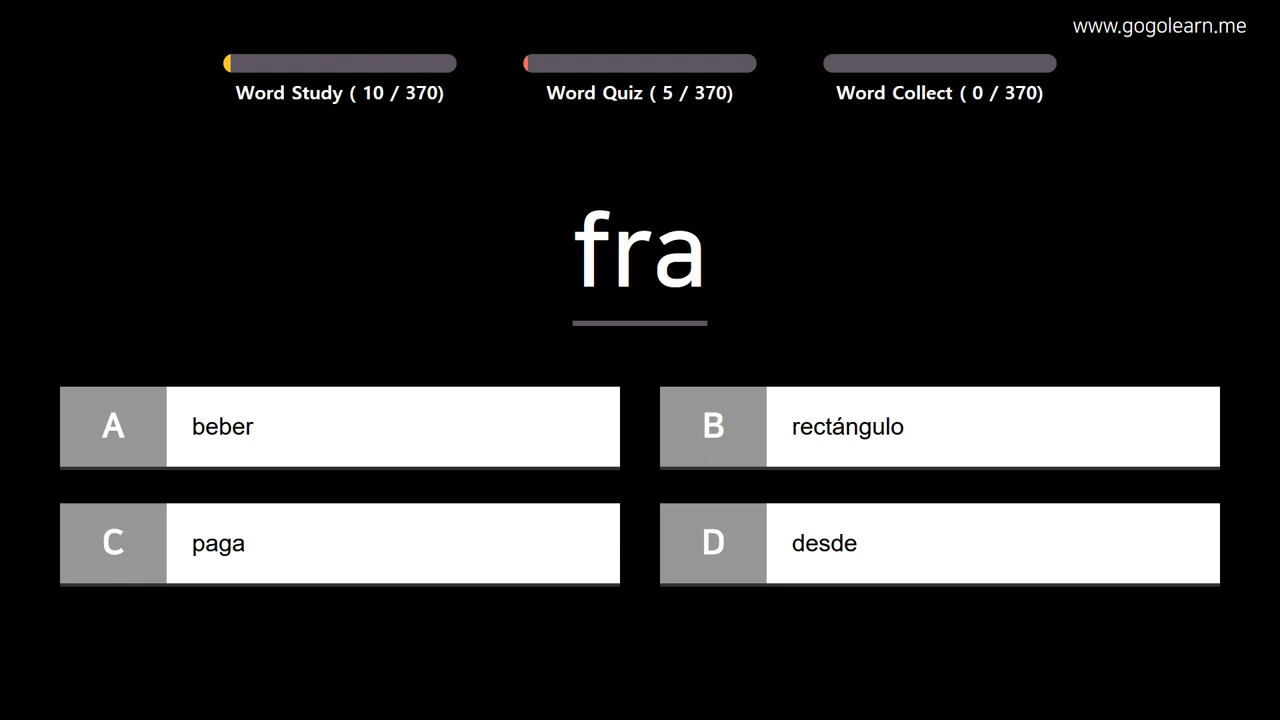 www.gogolearn.me
Word Study ( 10 / 370)
Word Quiz ( 5 / 370)
Word Collect ( 0 / 370)
fra
A beber
B rectángulo
C paga
D desde